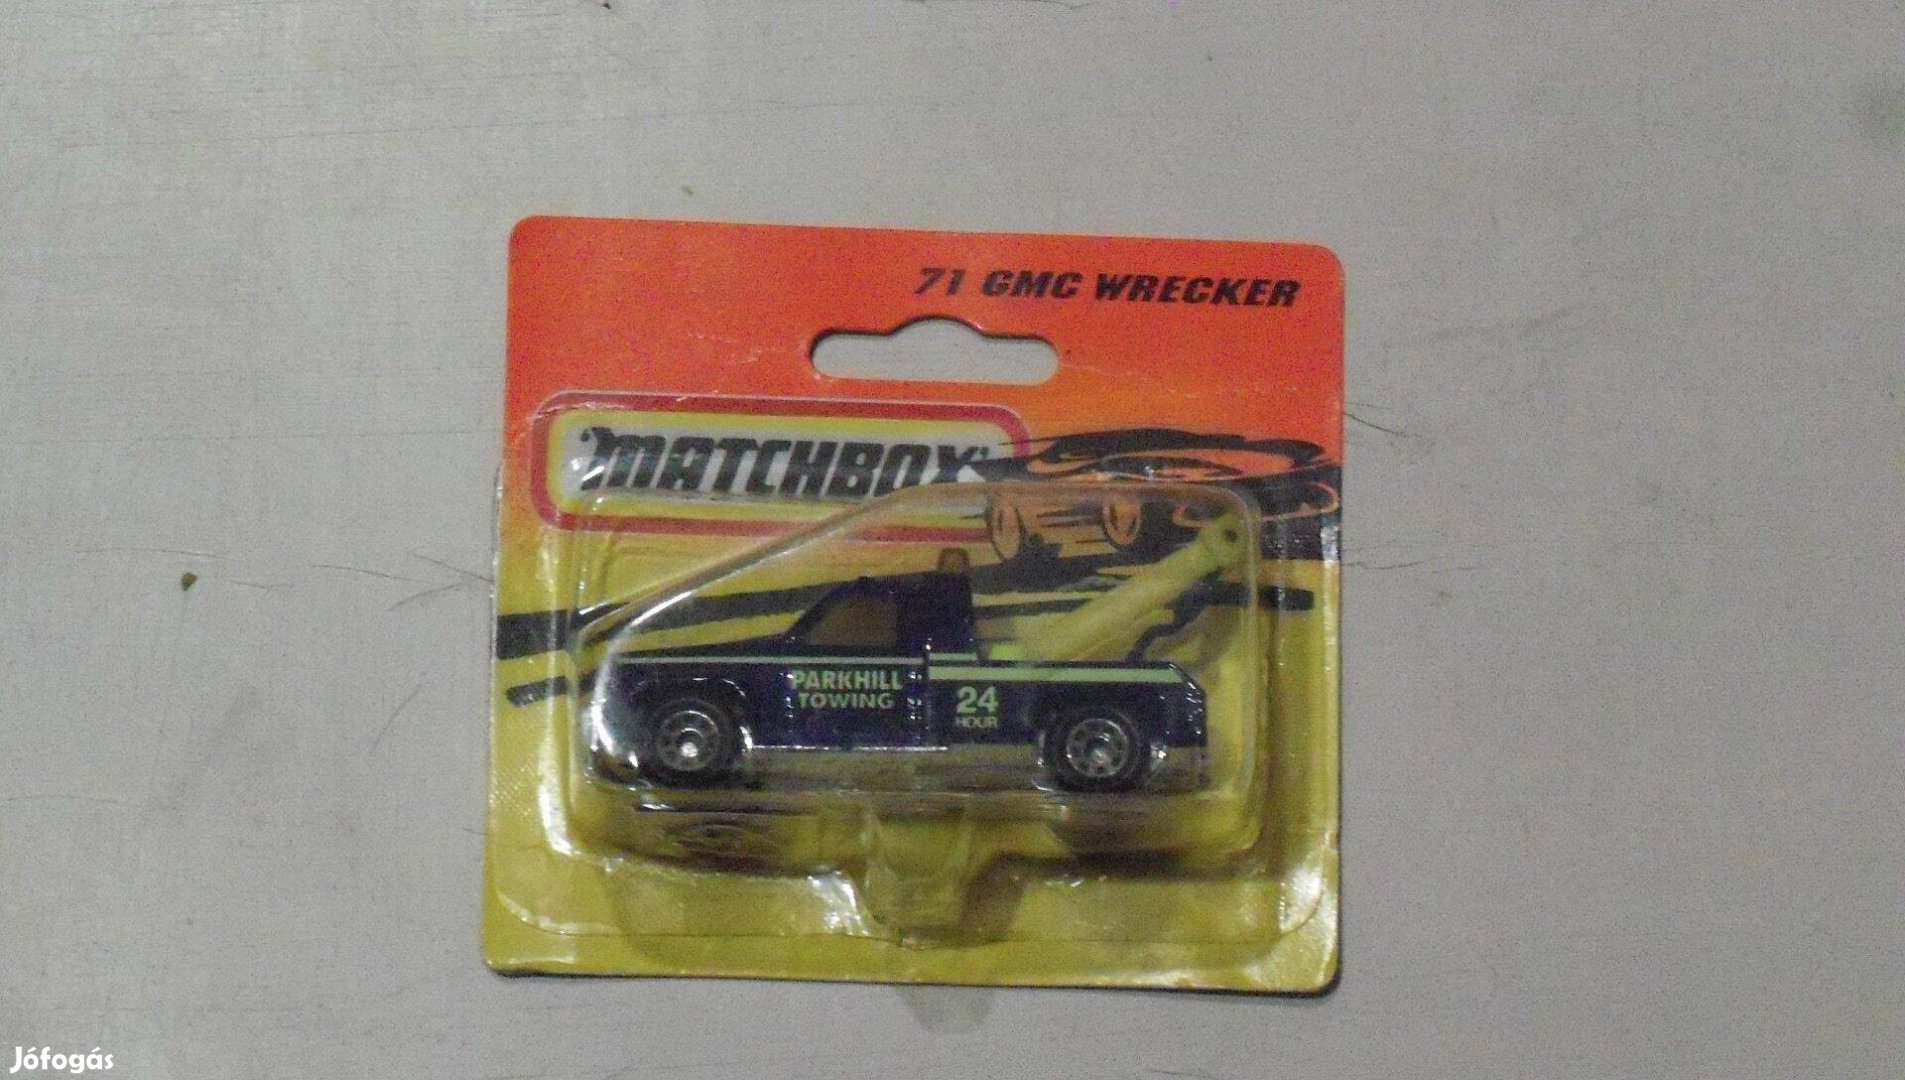 71 GMC WRECKER
MATCHBOX
PARKHILL
TOWING
24
HOUR
Jófogás